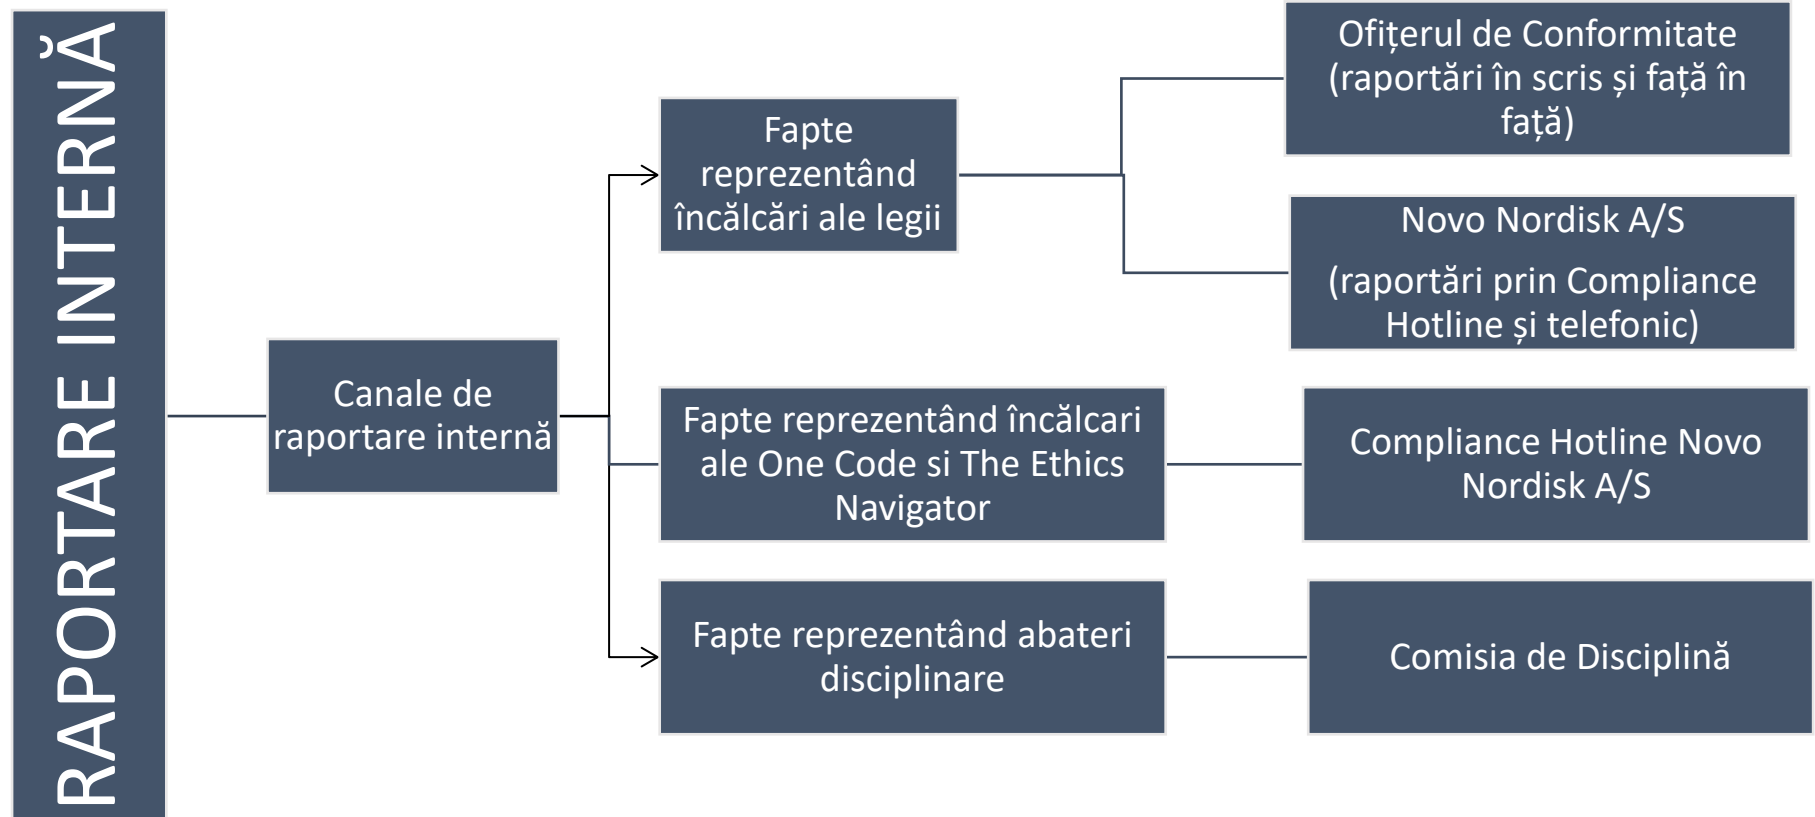 RAPORTARE INTERNĂ
Canale de
raportare internă
Fapte
reprezentând
încălcări ale legii
Ofițerul de Conformitate
(raportări în scris și față în
față)
Novo Nordisk A/S
(raportări prin Compliance
Hotline și telefonic)
Fapte reprezentând încălcari
ale One Code si The Ethics
Navigator
Compliance Hotline Novo
Nordisk A/S
Fapte reprezentând abateri
disciplinare
Comisia de Disciplină